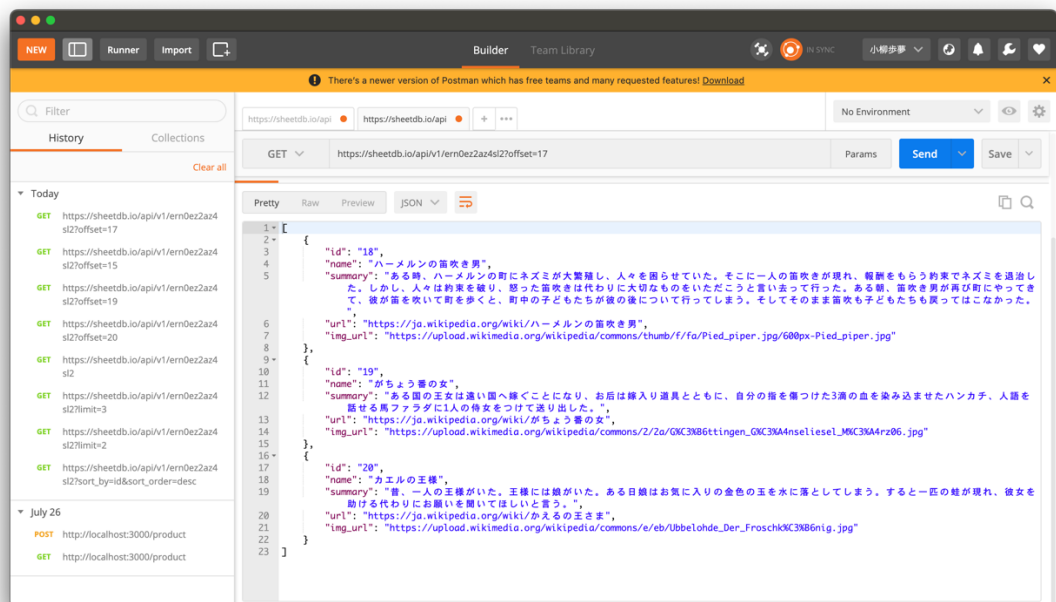 NEW Runner Import Builder Team Library IN SYNC 小柳歩夢
There's a newer version of Postman which has free teams and many requested features! Download
Filter
History Collections
Clear all
Today
GET https://sheetdb.io/api/v1/ern0ez2az4
sl2?offset=17
GET https://sheetdb.io/api/v1/ern0ez2az4
sl2?offset=15
GET https://sheetdb.io/api/v1/ern0ez2az4
sl2?offset=19
GET https://sheetdb.io/api/v1/ern0ez2az4
sl2?offset=20
GET https://sheetdb.io/api/v1/ern0ez2az4
sl2
GET https://sheetdb.io/api/v1/ern0ez2az4
sl2?limit=3
GET https://sheetdb.io/api/v1/ern0ez2az4
sl2?limit=2
GET https://sheetdb.io/api/v1/ern0ez2az4
sl2?sort_by=id&sort_order=desc
July 26
POST http://localhost:3000/product
GET http://localhost:3000/product
https://sheetdb.io/api https://sheetdb.io/api + ••• No Environment
GET https://sheetdb.io/api/v1/ern0ez2az4sl2?offset=17 Params Send Save
Pretty Raw Preview JSON
1 [
2 {
3 "id": "18",
4 "name": "ハーメルンの笛吹き男",
5 "summary": "ある時、ハーメルンの町にネズミが大繁殖し、人々を困らせていた。そこに一人の笛吹きが現れ、報酬をもらう約束でネズミを退治し
た。しかし、人々は約束を破り、怒った笛吹きは代わりに大切なものをいただこうと言い去って行った。ある朝、笛吹き男が再び町にやってき
て、彼が笛を吹いて町を歩くと、町中の子どもたちが彼の後について行ってしまう。そしてそのまま笛吹も子どもたちも戻ってはこなかった。
",
6 "url": "https://ja.wikipedia.org/wiki/ハーメルンの笛吹き男",
7 "img_url": "https://upload.wikimedia.org/wikipedia/commons/thumb/f/fa/Pied_piper.jpg/600px-Pied_piper.jpg"
8 },
9 {
10 "id": "19",
11 "name": "がちょう番の女",
12 "summary": "ある国の王女は遠い国へ嫁ぐことになり、お后は嫁入り道具とともに、自分の指を傷つけた3滴の血を染み込ませたハンカチ、人語を
話せる馬ファラダに1人の侍女をつけて送り出した。",
13 "url": "https://ja.wikipedia.org/wiki/がちょう番の女",
14 "img_url": "https://upload.wikimedia.org/wikipedia/commons/2/2a/G%C3%B6ttingen_G%C3%A4nseliesel_M%C3%A4rz06.jpg"
15 },
16 {
17 "id": "20",
18 "name": "カエルの王様",
19 "summary": "昔、一人の王様がいた。王様には娘がいた。ある日娘はお気に入りの金色の玉を水に落としてしまう。すると一匹の蛙が現れ、彼女を
助ける代わりにお願いを聞いてほしいと言う。",
20 "url": "https://ja.wikipedia.org/wiki/かえるの王さま",
21 "img_url": "https://upload.wikimedia.org/wikipedia/commons/e/eb/Ubbelohde_Der_Froschk%C3%B6nig.jpg"
22 }
23 ]